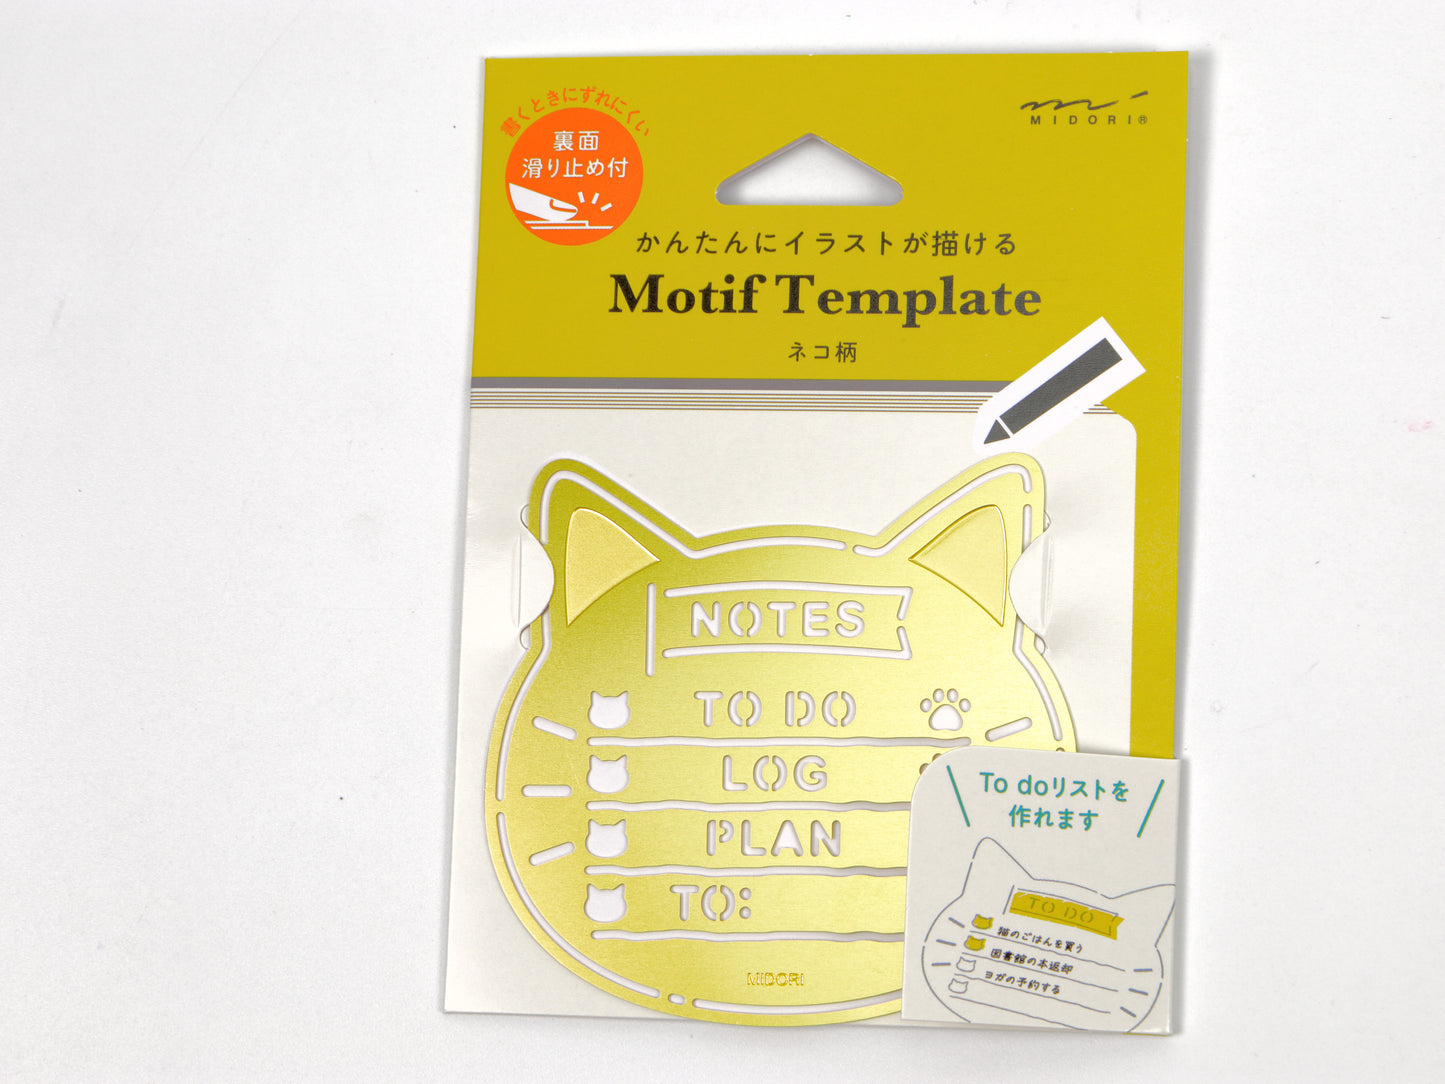 書くときにずれにくい
裏面
滑り止め付
MIDORI®
かんたんにイラストが描ける
Motif Template
ネコ柄
NOTES
TO DO
LOG
PLAN
TO:
MIDORI
To doリストを
作れます
TO DO
猫のごはんを買う
図書館の本返却
ヨガの予約する